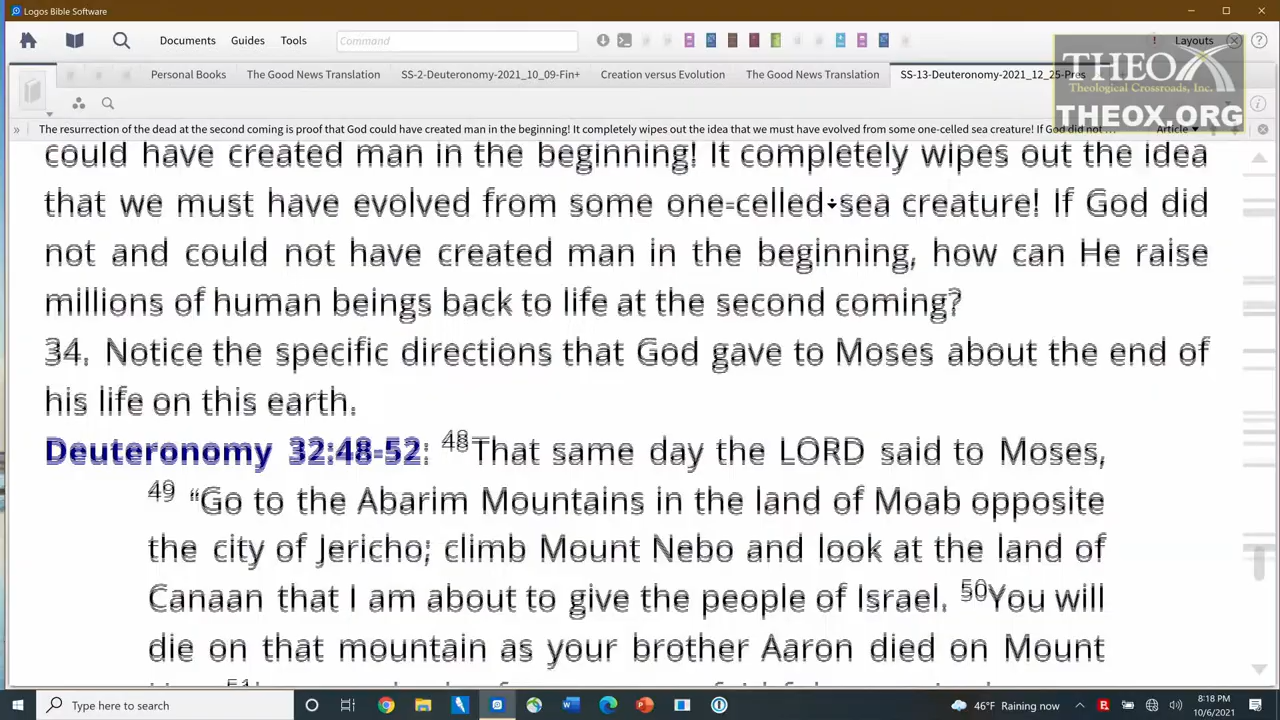 Logos Bible Software
Documents Guides Tools Command Layouts
Personal Books The Good News Translation SS-2-Deuteronomy-2021_10_09-Fin+ Creation versus Evolution The Good News Translation SS-13-Deuteronomy-2021_12_25-Pres
THEOX
Theological Crossroads, Inc.
THEOX.ORG
» The resurrection of the dead at the second coming is proof that God could have created man in the beginning! It completely wipes out the idea that we must have evolved from some one-celled sea creature! If God did not ... Article
could have created man in the beginning! It completely wipes out the idea
that we must have evolved from some one-celled sea creature! If God did
not and could not have created man in the beginning, how can He raise
millions of human beings back to life at the second coming?
34. Notice the specific directions that God gave to Moses about the end of
his life on this earth.
Deuteronomy 32:48-52: 48That same day the LORD said to Moses,
49 “Go to the Abarim Mountains in the land of Moab opposite
the city of Jericho; climb Mount Nebo and look at the land of
Canaan that I am about to give the people of Israel. 50You will
die on that mountain as your brother Aaron died on Mount
51
Type here to search
46°F Raining now
8:18 PM
10/6/2021